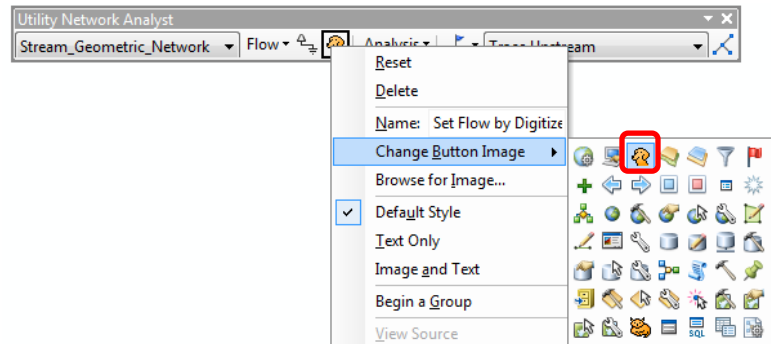 Utility Network Analyst
Stream_Geometric_Network Flow Analysis Trace Upstream
Reset
Delete
Name: Set Flow by Digitize
Change Button Image
Browse for Image...
Default Style
Text Only
Image and Text
Begin a Group
View Source
SQL